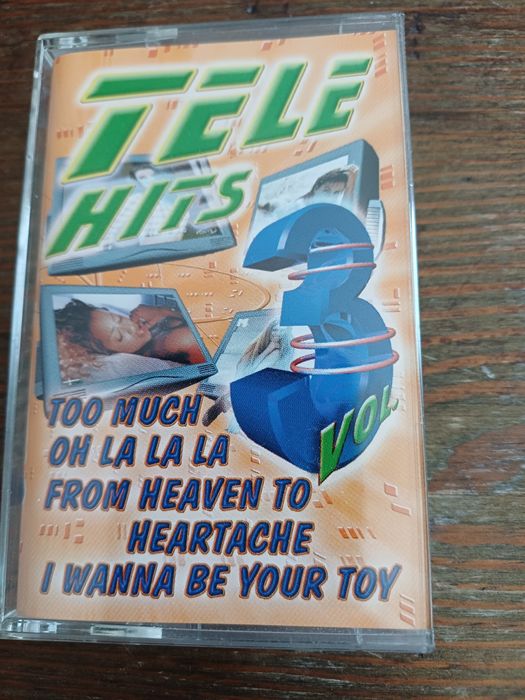 TELE
HITS
3
VOL.
TOO MUCH
OH LA LA LA
FROM HEAVEN TO
HEARTACHE
I WANNA BE YOUR TOY